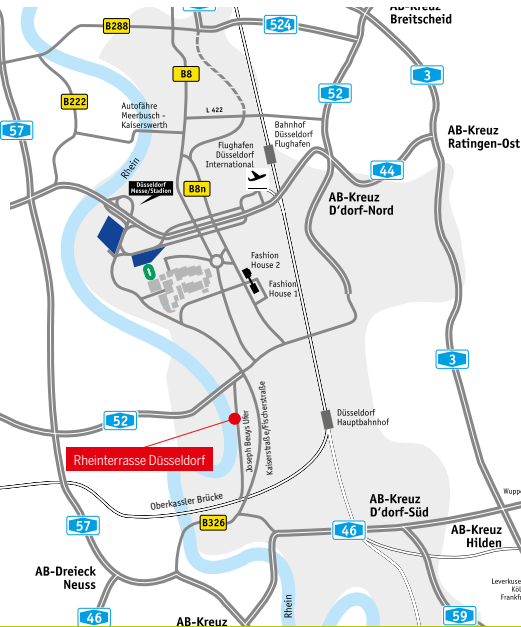 AB-Kreuz
Breitscheid
B288
524
B8
3
52
B222
Autofähre
Meerbusch -
Kaiserswerth
L 422
57
Bahnhof
Düsseldorf
Flughafen
AB-Kreuz
Ratingen-Ost
Flughafen
Düsseldorf
International
Rhein
44
Düsseldorf
Messe/Stadion
B8n
AB-Kreuz
D'dorf-Nord
Fashion
House 2
Fashion
House 1
3
52
Joseph Beuys Ufer
Kaiserstraße/Fischerstraße
Düsseldorf
Hauptbahnhof
Rheinterrasse Düsseldorf
Oberkassler Brücke
57
B326
AB-Kreuz
D'dorf-Süd
46
AB-Kreuz
Hilden
AB-Dreieck
Neuss
Rhein
46
AB-Kreuz
59